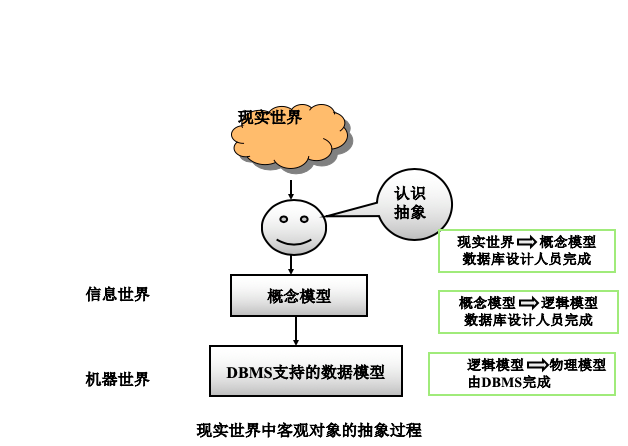 现实世界
认识
抽象
现实世界⇨概念模型
数据库设计人员完成
信息世界
概念模型
概念模型⇨逻辑模型
数据库设计人员完成
机器世界
DBMS支持的数据模型
逻辑模型⇨物理模型
由DBMS完成
现实世界中客观对象的抽象过程